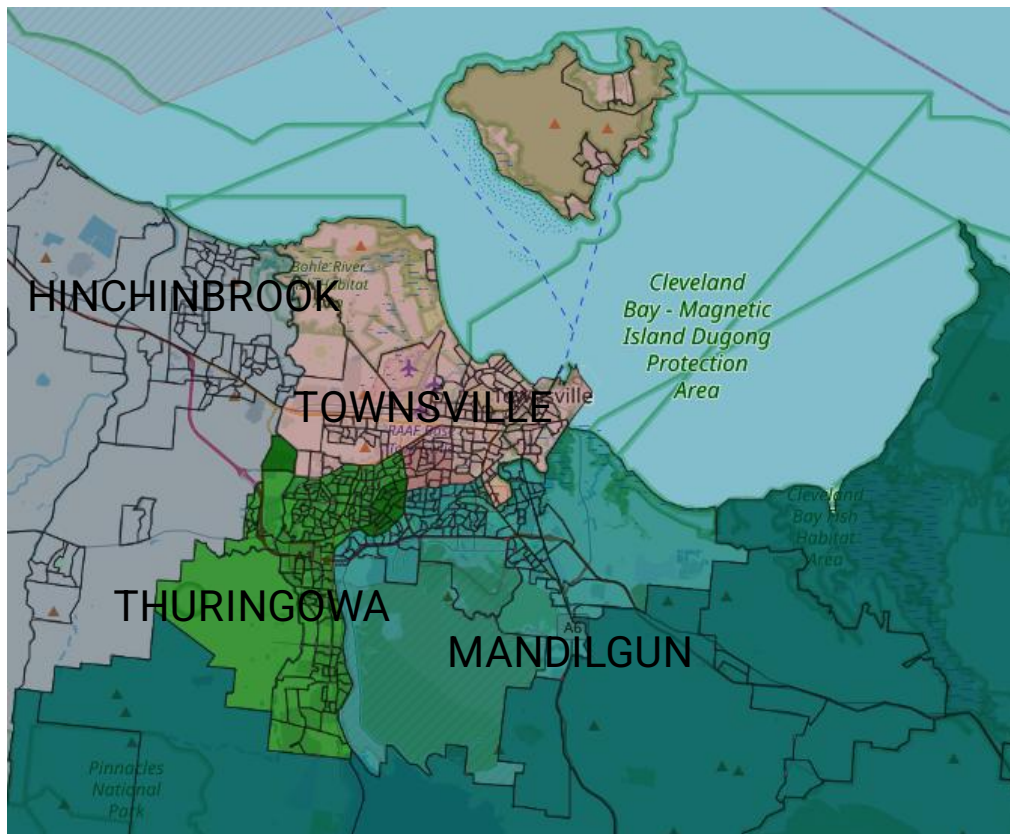 Cleveland
Bay - Magnetic
Island Dugong
Protection
Area
Bohle River
Habitat
HINCHINBROOK
TOWNSVILLE
Townsville
RAAF Base
Cleveland
Bay Fish
Habitat
Area
THURINGOWA
A6
MANDILGUN
Pinnacles
National
Park